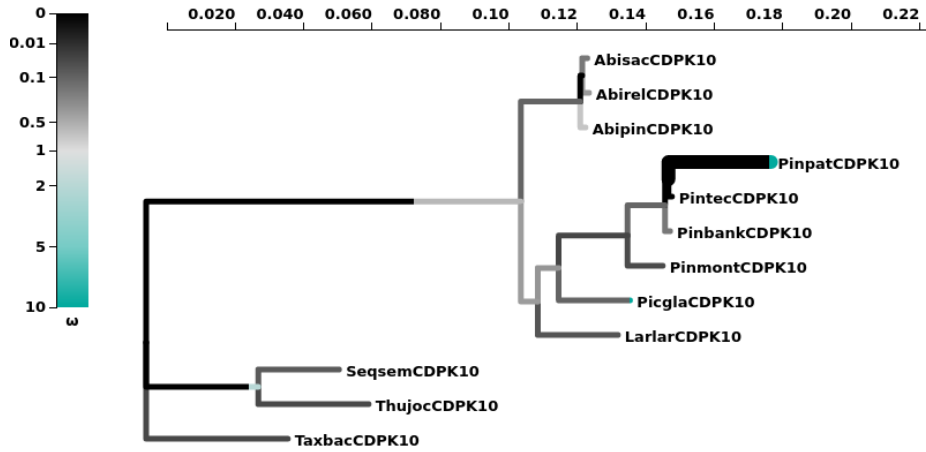 0.020 0.040 0.060 0.080 0.10 0.12 0.14 0.16 0.18 0.20 0.22
0
0.01
0.1
0.5
1
2
5
10
ω
AbisacCDPK10
AbirelCDPK10
AbipinCDPK10
PinpatCDPK10
PintecCDPK10
PinbankCDPK10
PinmontCDPK10
PicglaCDPK10
LarlarCDPK10
SeqsemCDPK10
ThujocCDPK10
TaxbacCDPK10